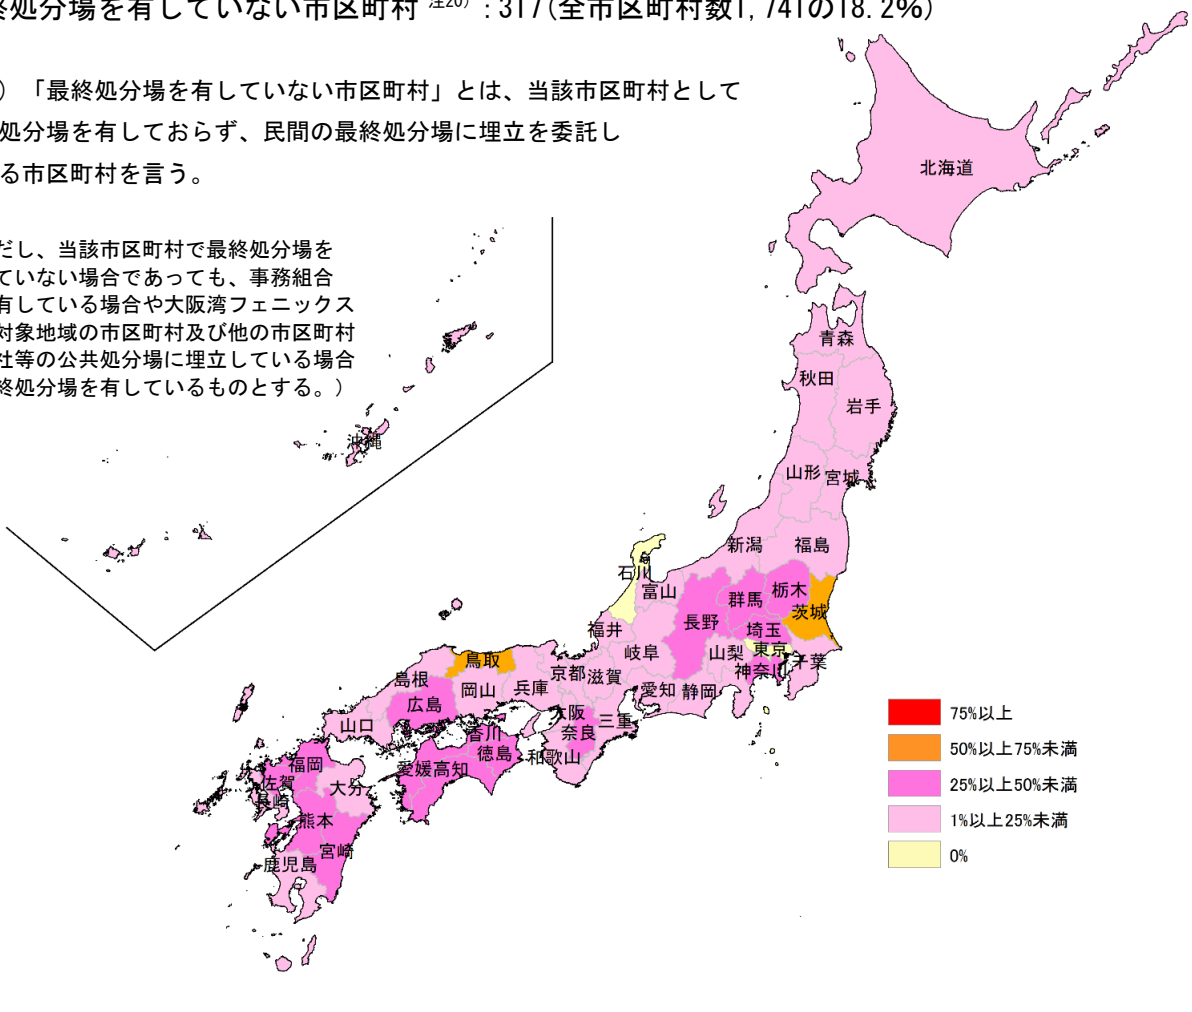 処分場を有していない市区町村 注20) : 317(全市区町村数1,741の18.2%)
) 「最終処分場を有していない市区町村」とは、当該市区町村として
処分場を有しておらず、民間の最終処分場に埋立を委託し
る市区町村を言う。
だし、当該市区町村で最終処分場を
ていない場合であっても、事務組合
有している場合や大阪湾フェニックス
対象地域の市区町村及び他の市区町村
社等の公共処分場に埋立している場合
終処分場を有しているものとする。)
北海道
青森
秋田
岩手
山形
宮城
沖縄
新潟
福島
石川
富山
群馬
栃木
茨城
長野
埼玉
福井
岐阜
山梨
東京
神奈川
千葉
鳥取
島根
岡山
兵庫
京都
滋賀
愛知
静岡
広島
山口
大阪
三重
奈良
香川
徳島
和歌山
愛媛
高知
福岡
佐賀
大分
長崎
熊本
宮崎
鹿児島
75%以上
50%以上75%未満
25%以上50%未満
1%以上25%未満
0%